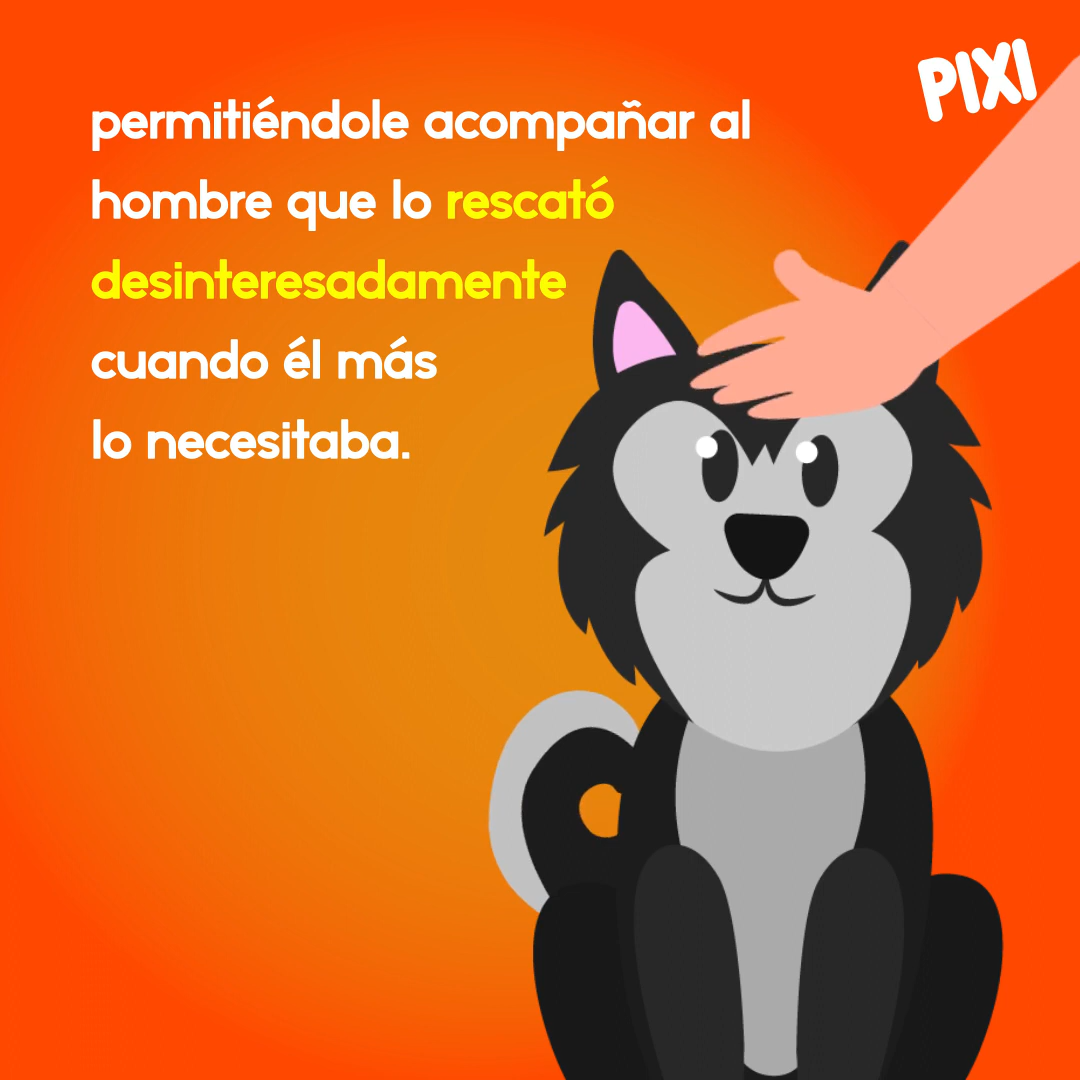 PIXI
permitiéndole acompañar al
hombre que lo rescató
desinteresadamente
cuando él más
lo necesitaba.